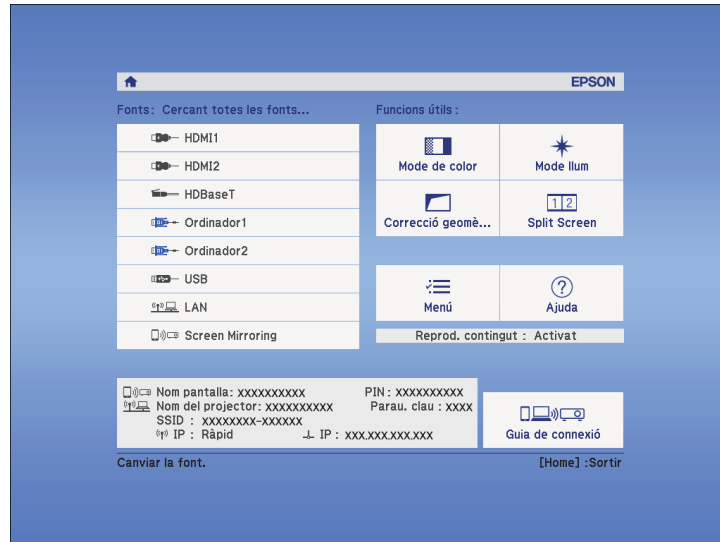 EPSON
Fonts: Cercant totes les fonts...
HDMI1
HDMI2
HDBaseT
Ordinador1
Ordinador2
USB
LAN
Screen Mirroring
Funcions útils :
Mode de color
Mode llum
Correcció geomè...
1 2
Split Screen
Menú
?
Ajuda
Reprod. contingut : Activat
Nom pantalla: xxxxxxxxxx PIN: xxxxxxxxxx
Nom del projector: xxxxxxxxxx Parau. clau : xxxx
SSID : xxxxxxxx-xxxxxx
IP : Ràpid IP : xxx.xxx.xxx.xxx
Guia de connexió
Canviar la font. [Home] :Sortir